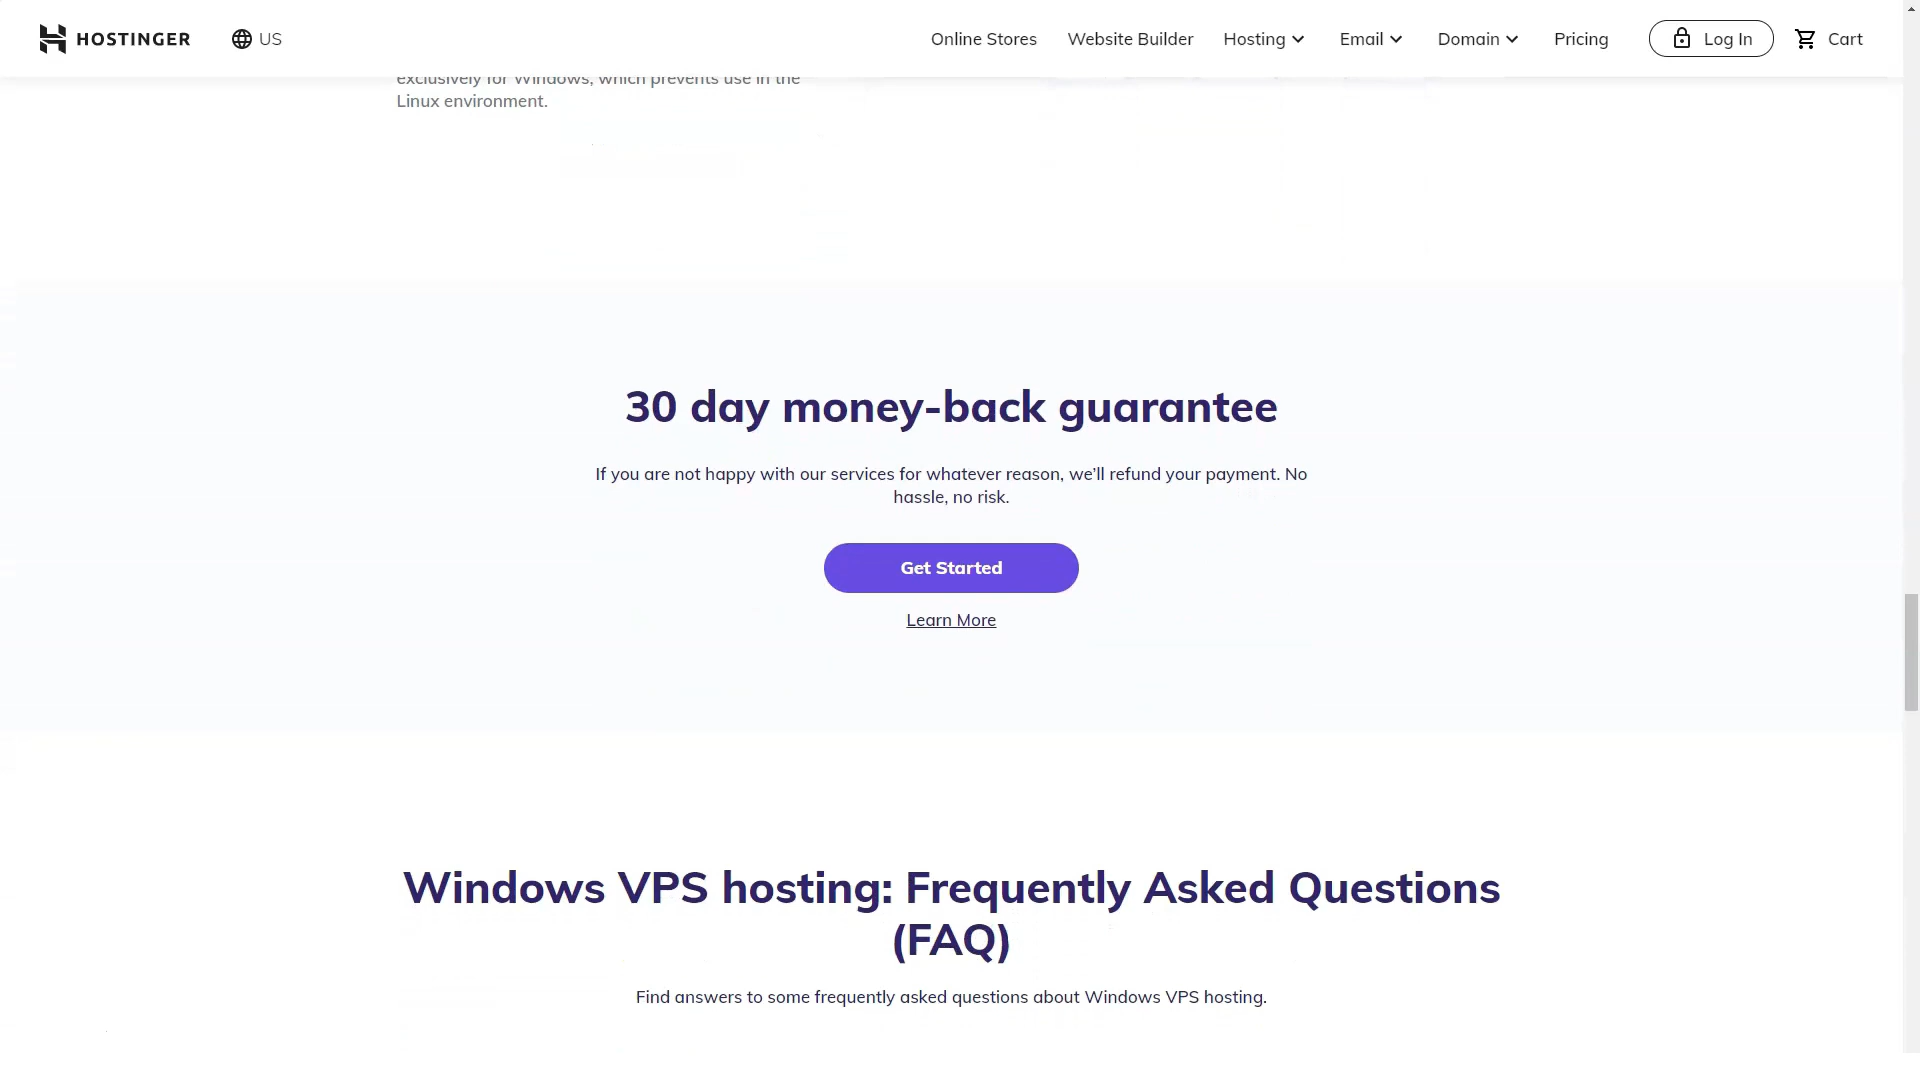 HOSTINGER
US
Online Stores
Website Builder
Hosting
Email
Domain
Pricing
Log In
Cart
exclusively for Windows, which prevents use in the
Linux environment.
30 day money-back guarantee
If you are not happy with our services for whatever reason, we’ll refund your payment. No
hassle, no risk.
Get Started
Learn More
Windows VPS hosting: Frequently Asked Questions
(FAQ)
Find answers to some frequently asked questions about Windows VPS hosting.